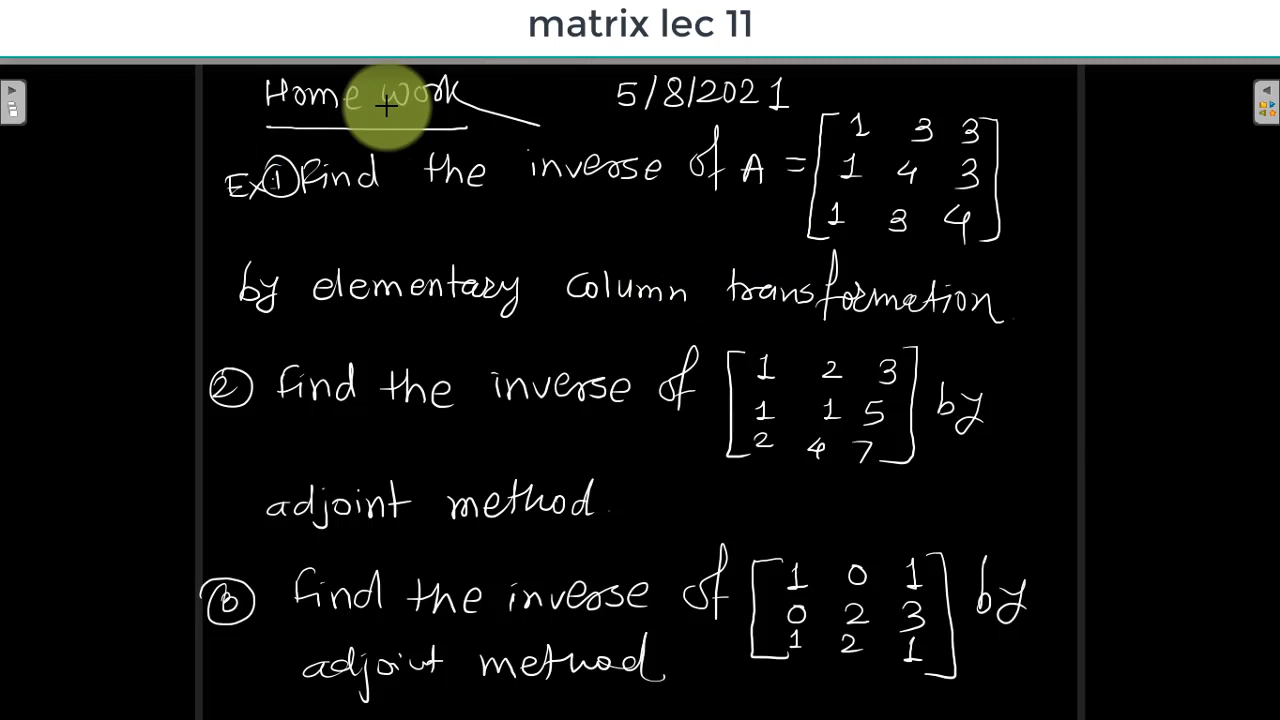 matrix lec 11
Home work 5/8/2021
Ex ① Find the inverse of A = [1 3 3
1 4 3
1 3 4]
by elementary column transformation
② find the inverse of [1 2 3
1 1 5
2 4 7] by
adjoint method.
③ find the inverse of [1 0 1
0 2 3
1 2 1] by
adjoint method